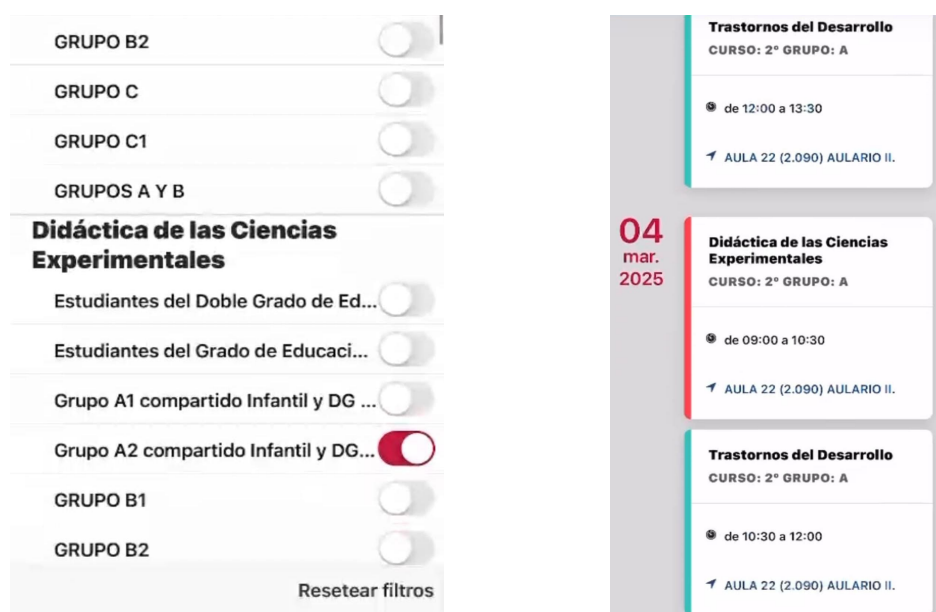 GRUPO B2
GRUPO C
GRUPO C1
GRUPOS A Y B
Didáctica de las Ciencias
Experimentales
Estudiantes del Doble Grado de Ed...
Estudiantes del Grado de Educaci...
Grupo A1 compartido Infantil y DG ...
Grupo A2 compartido Infantil y DG...
GRUPO B1
GRUPO B2
Resetear filtros
Trastornos del Desarrollo
CURSO: 2º GRUPO: A
de 12:00 a 13:30
AULA 22 (2.090) AULARIO II.
04
mar.
2025
Didáctica de las Ciencias
Experimentales
CURSO: 2º GRUPO: A
de 09:00 a 10:30
AULA 22 (2.090) AULARIO II.
Trastornos del Desarrollo
CURSO: 2º GRUPO: A
de 10:30 a 12:00
AULA 22 (2.090) AULARIO II.